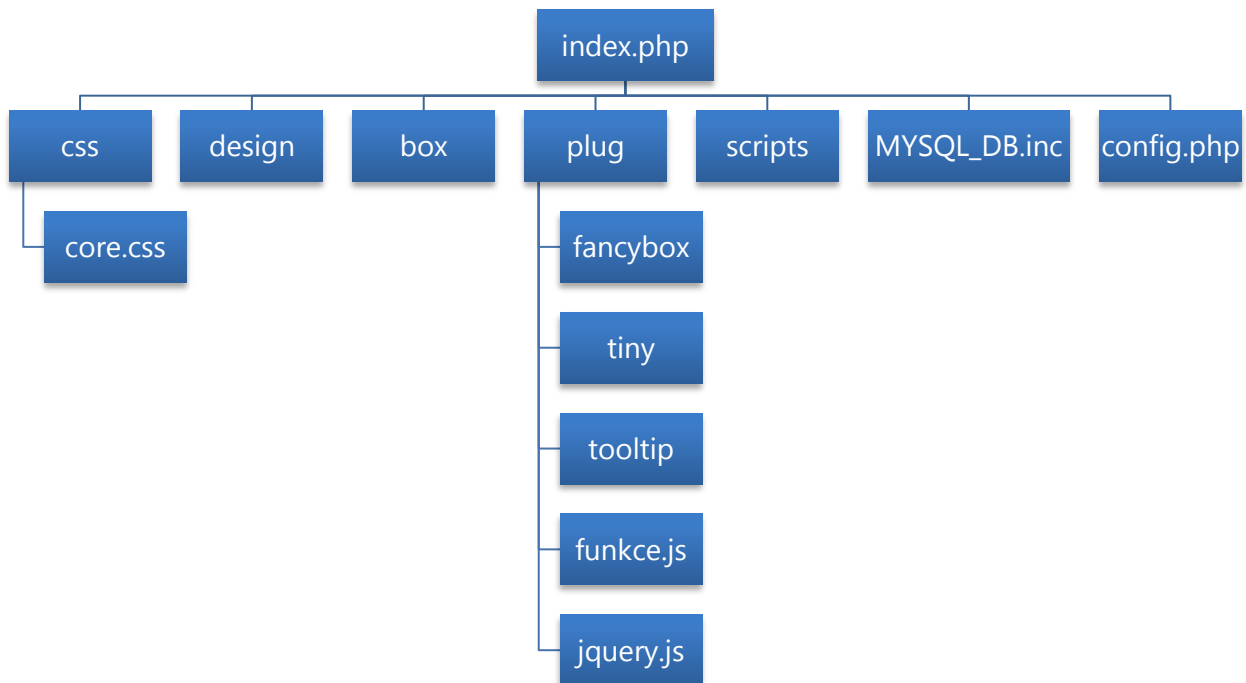 index.php
css
design
box
plug
scripts
MYSQL_DB.inc
config.php
core.css
fancybox
tiny
tooltip
funkce.js
jquery.js